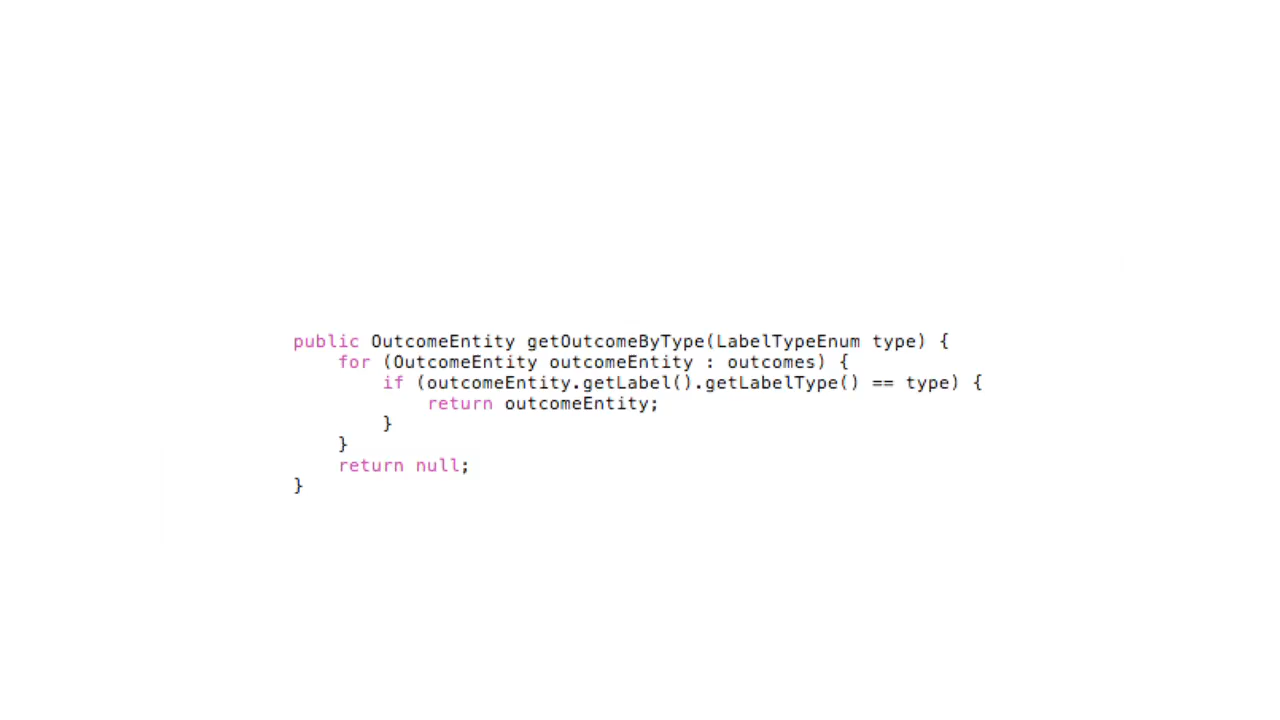 public OutcomeEntity getOutcomeByType(LabelTypeEnum type) {
    for (OutcomeEntity outcomeEntity : outcomes) {
        if (outcomeEntity.getLabel().getLabelType() == type) {
            return outcomeEntity;
        }
    }
    return null;
}